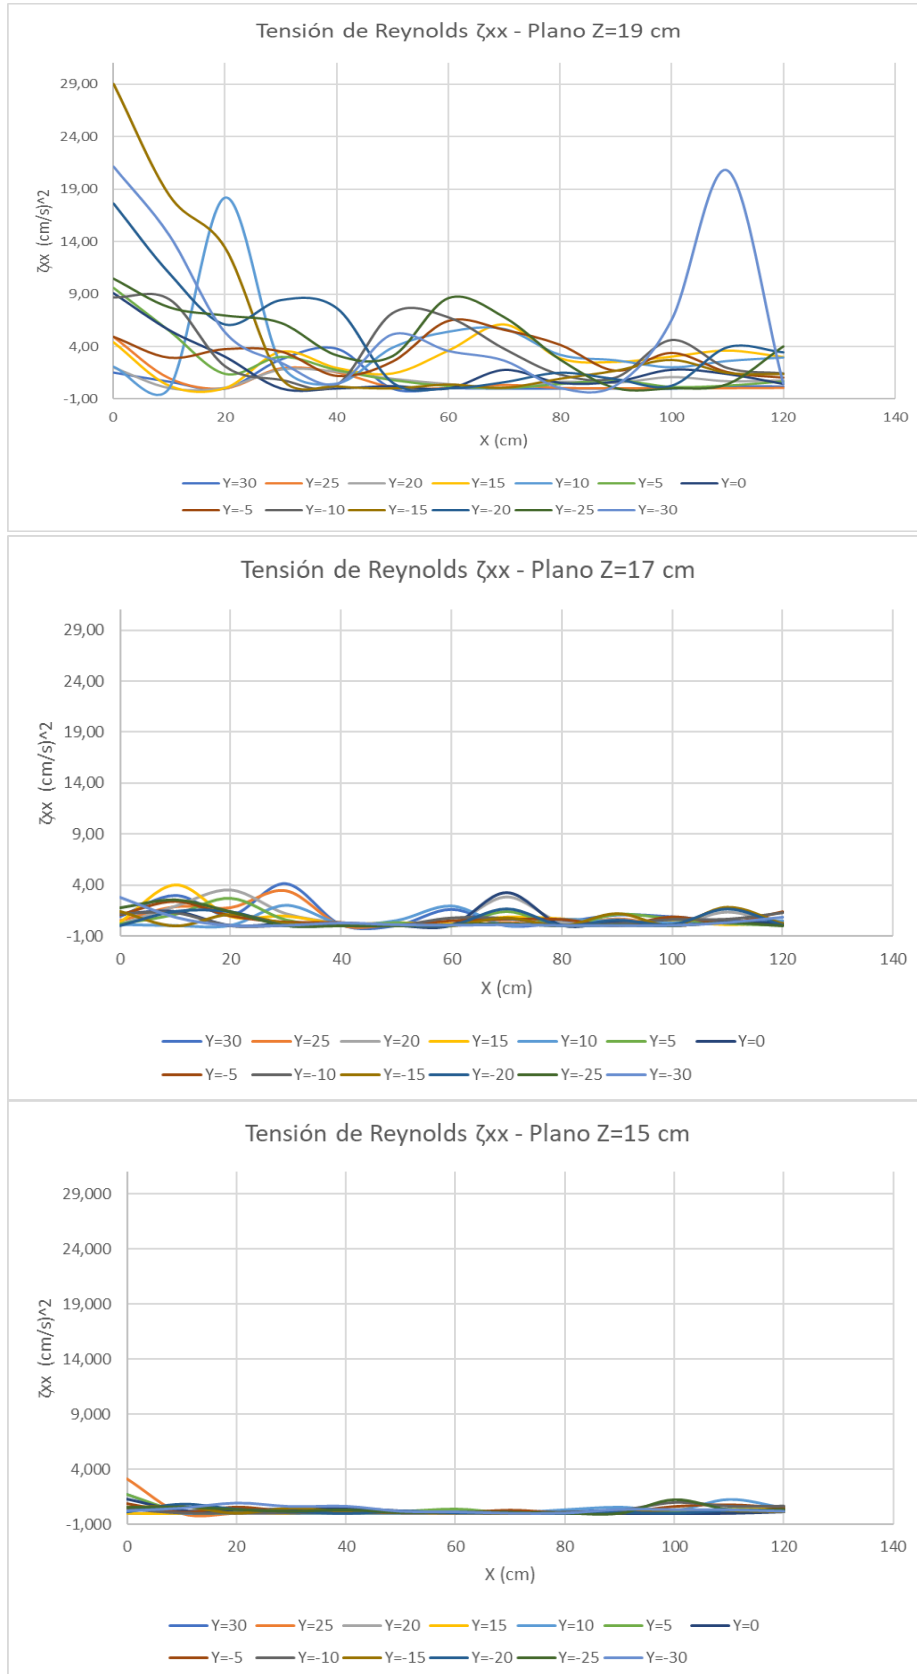 Tensión de Reynolds ζxx - Plano Z=19 cm
29,00
24,00
19,00
14,00
9,00
4,00
-1,00
ζxx (cm/s)^2
0 20 40 60 80 100 120 140
X (cm)
Y=30 Y=25 Y=20 Y=15 Y=10 Y=5 Y=0
Y=-5 Y=-10 Y=-15 Y=-20 Y=-25 Y=-30
Tensión de Reynolds ζxx - Plano Z=17 cm
29,00
24,00
19,00
14,00
9,00
4,00
-1,00
ζxx (cm/s)^2
0 20 40 60 80 100 120 140
X (cm)
Y=30 Y=25 Y=20 Y=15 Y=10 Y=5 Y=0
Y=-5 Y=-10 Y=-15 Y=-20 Y=-25 Y=-30
Tensión de Reynolds ζxx - Plano Z=15 cm
29,000
24,000
19,000
14,000
9,000
4,000
-1,000
ζxx (cm/s)^2
0 20 40 60 80 100 120 140
X (cm)
Y=30 Y=25 Y=20 Y=15 Y=10 Y=5 Y=0
Y=-5 Y=-10 Y=-15 Y=-20 Y=-25 Y=-30